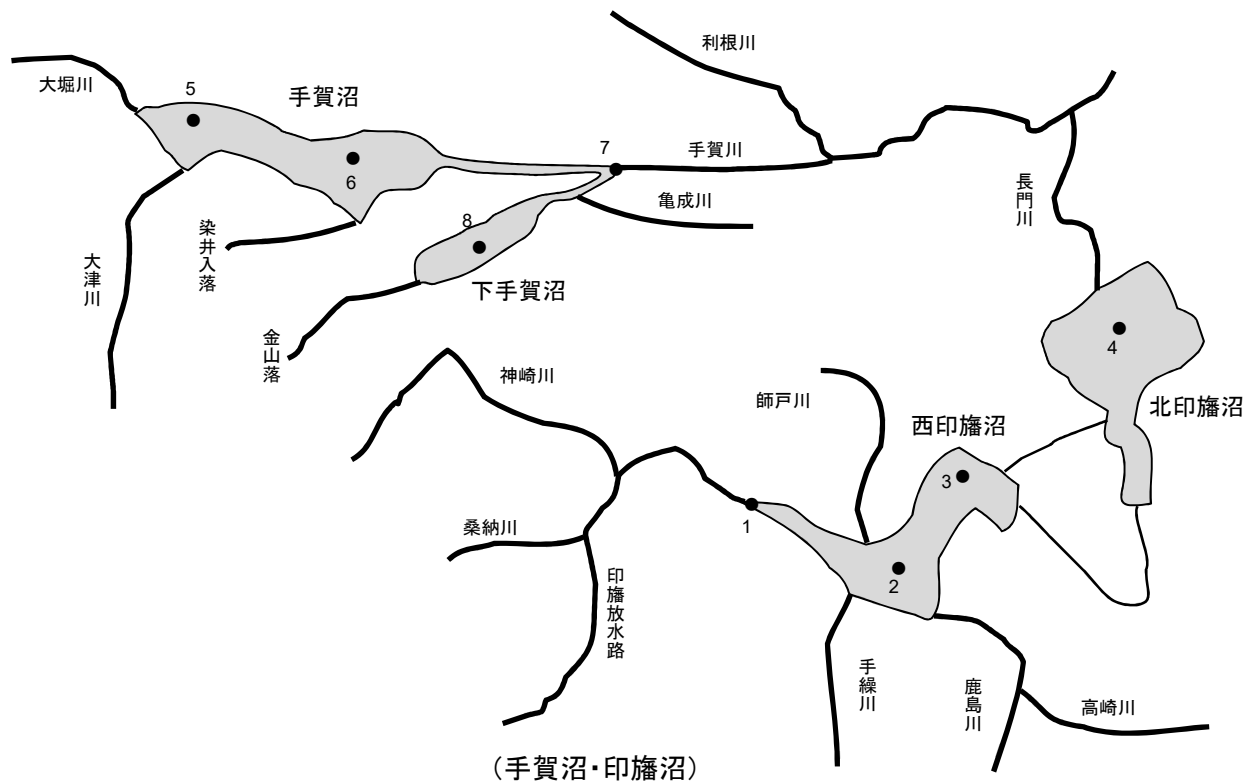 利根川
大堀川
手賀沼
5
6
7
手賀川
亀成川
長門川
染井入落
大津川
8
下手賀沼
金山落
4
北印旛沼
神崎川
師戸川
西印旛沼
3
1
2
桑納川
印旛放水路
手繰川
鹿島川
高崎川
(手賀沼・印旛沼)